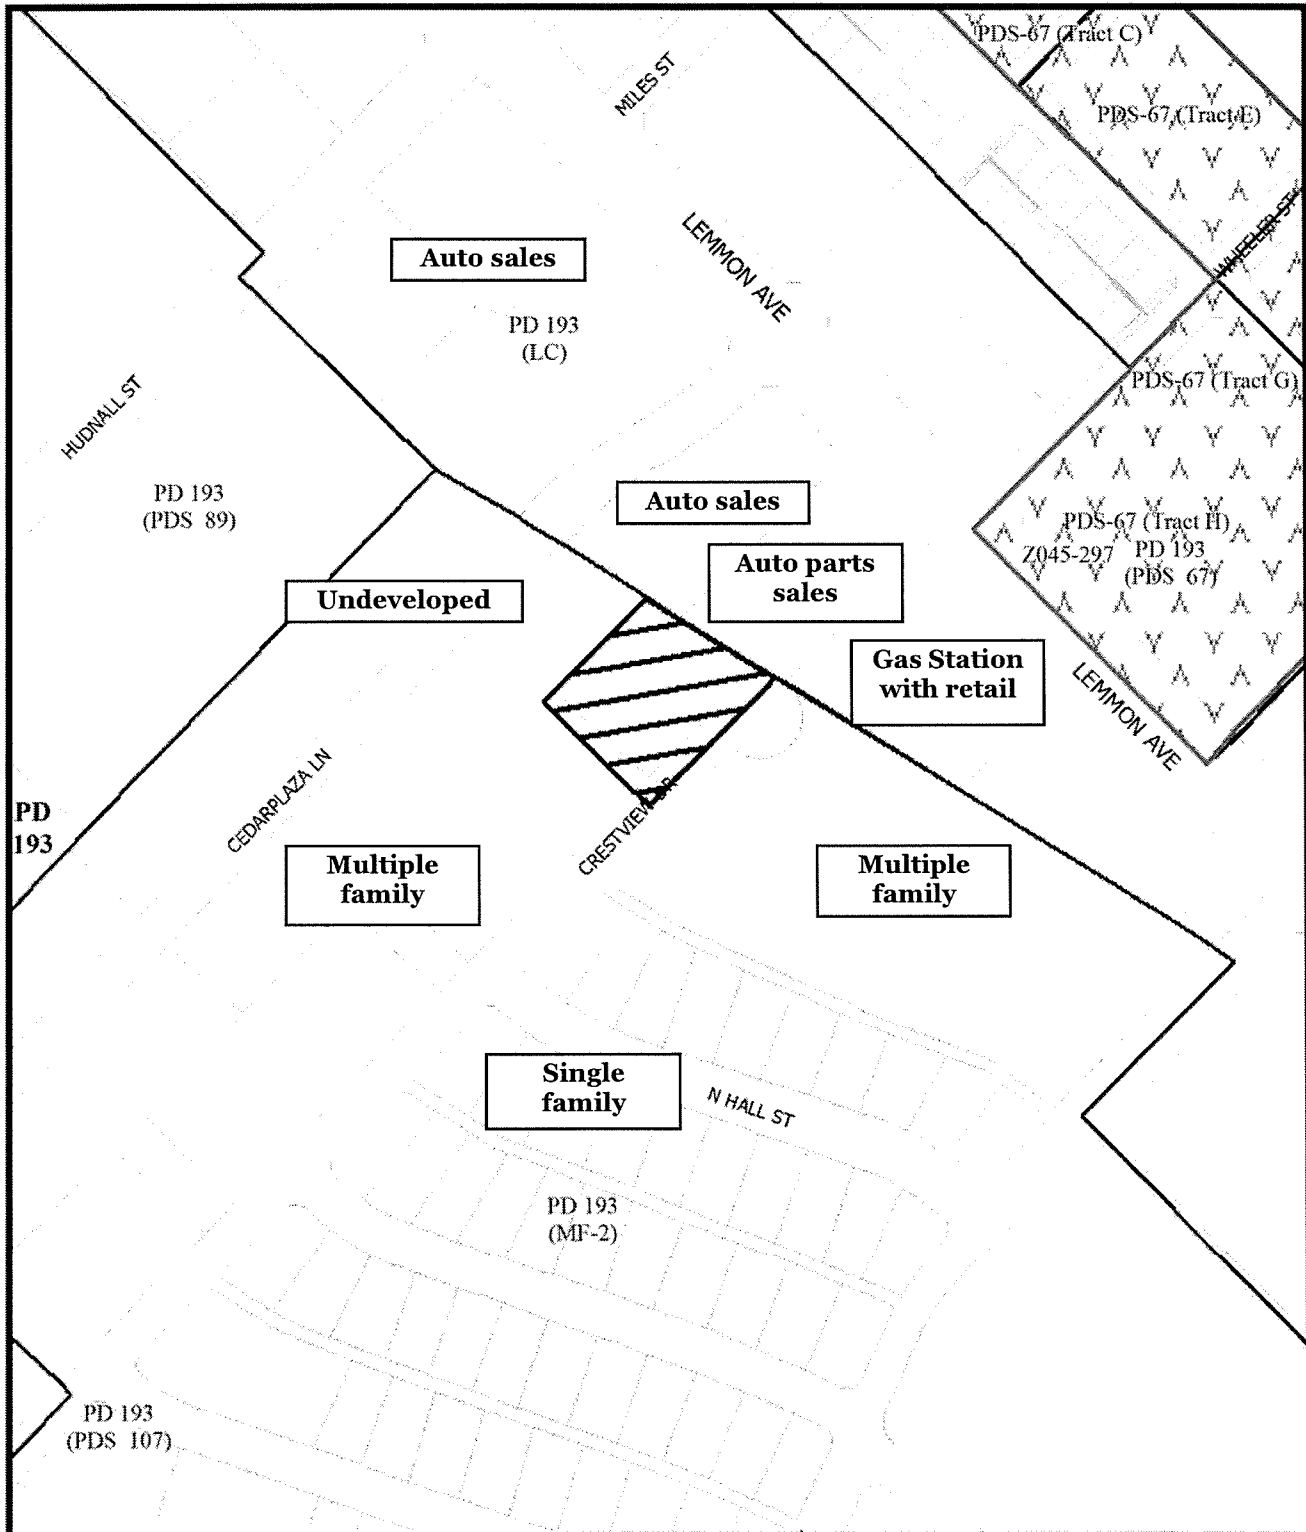 PDS-67 (Tract C)
MILES ST
PDS-67 (Tract E)
WHEELER ST
LEMMON AVE
Auto sales
PD 193
(LC)
PDS-67 (Tract G)
HUDNALL ST
PD 193
(PDS 89)
Auto sales
PDS-67 (Tract H)
Z045-297
PD 193
(PDS 67)
Auto parts
sales
Undeveloped
Gas Station
with retail
LEMMON AVE
CEDARPLAZA LN
PD
193
CRESTVIEW DR
Multiple
family
Multiple
family
Single
family
N HALL ST
PD 193
(MF-2)
PD 193
(PDS 107)